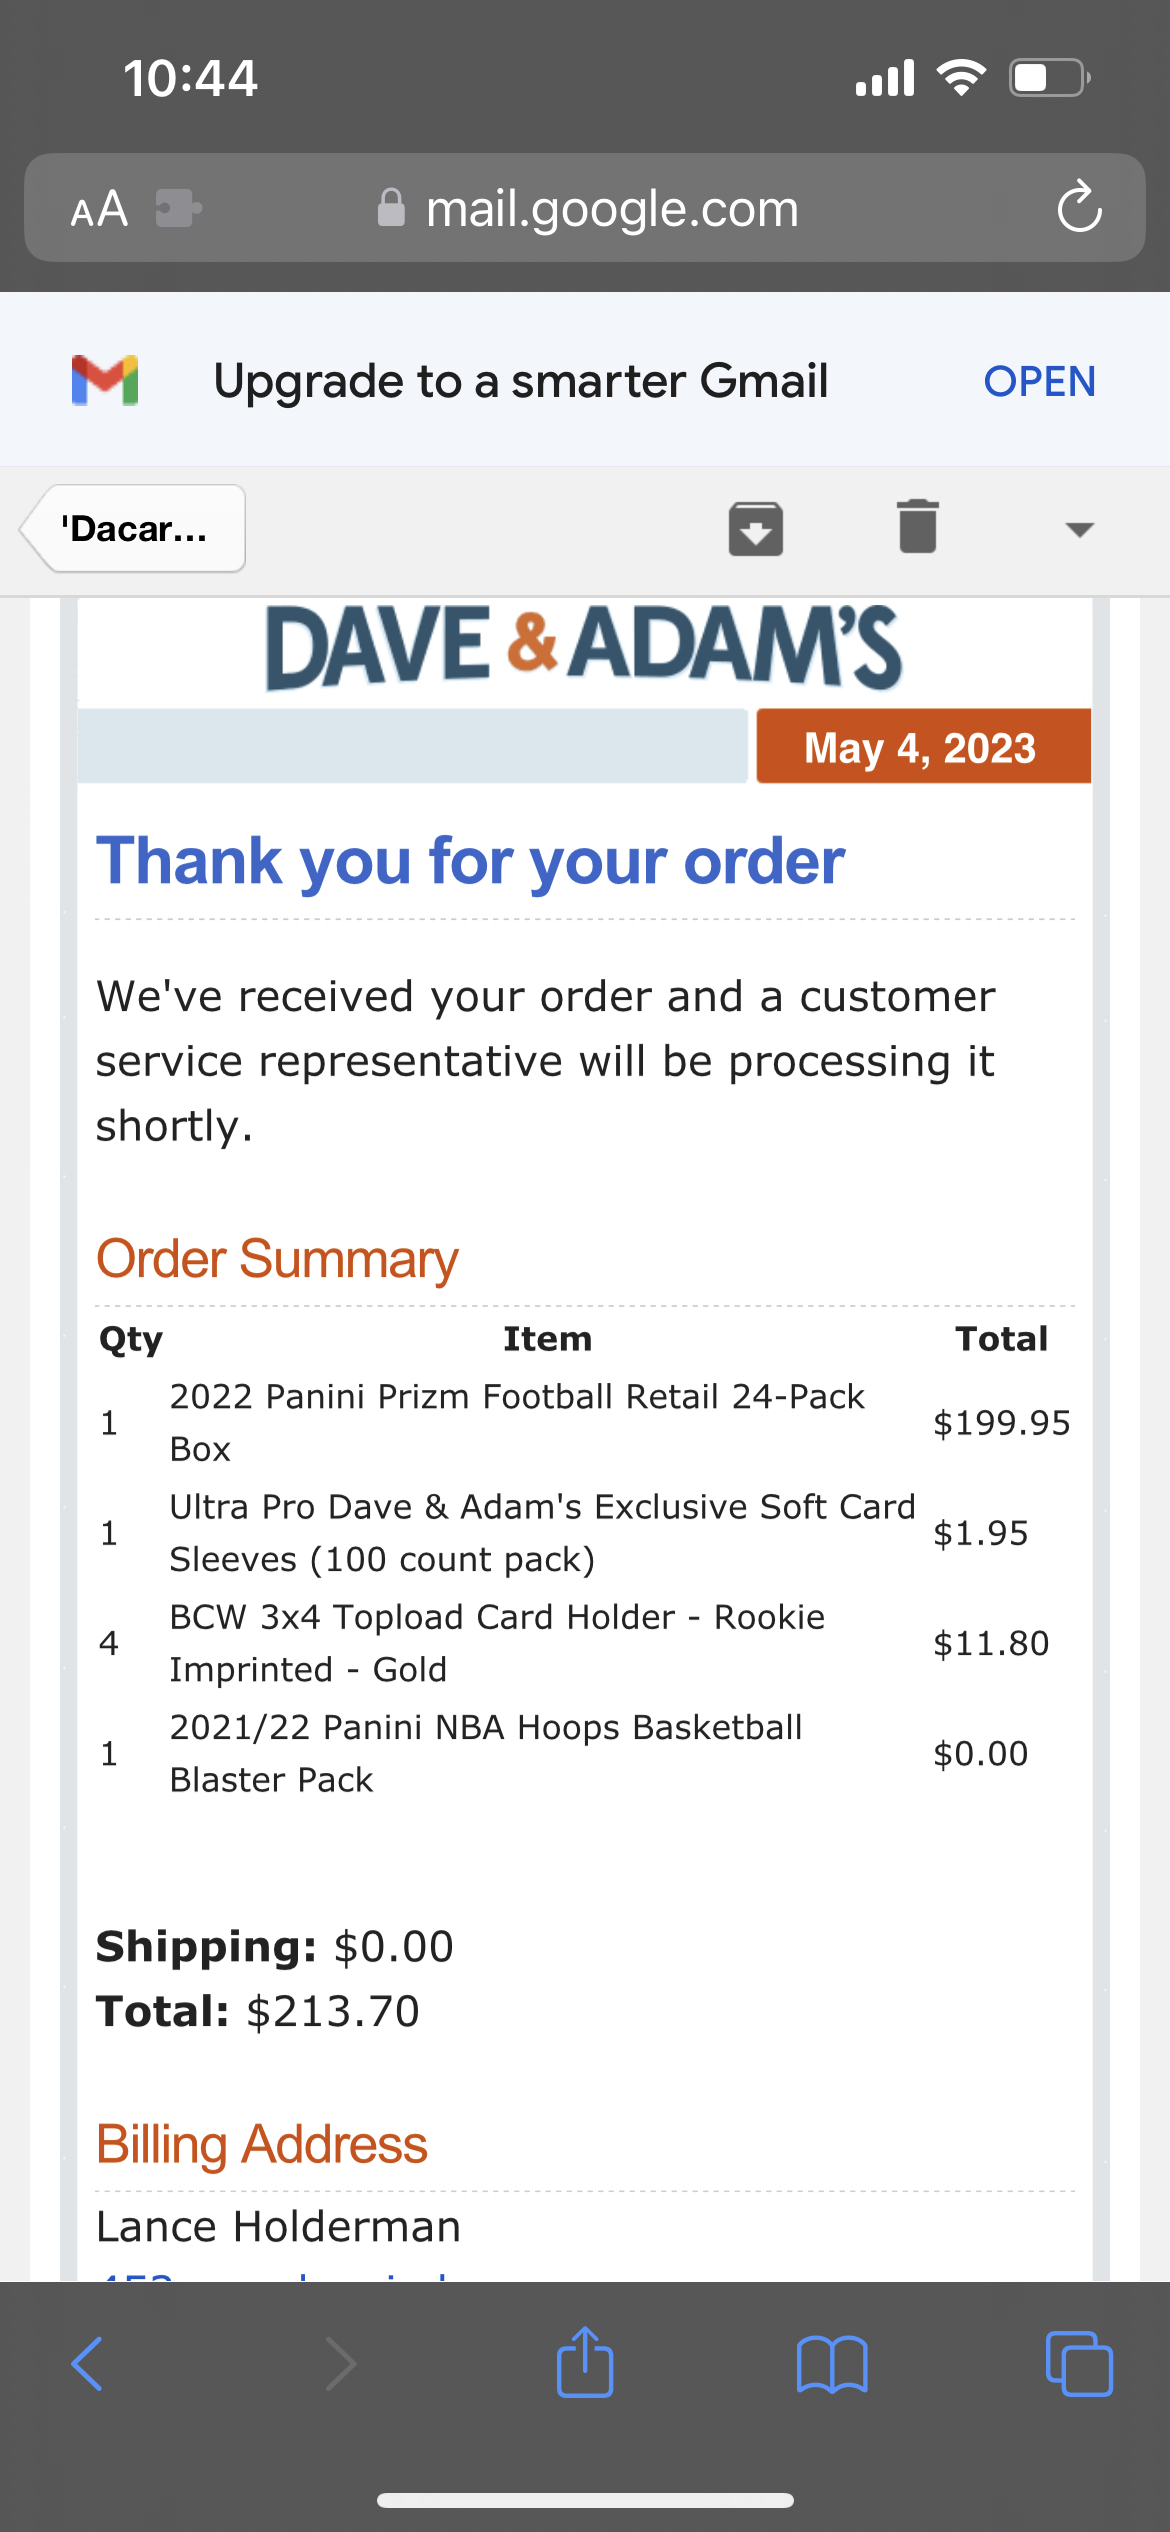 10:44
AA mail.google.com
Upgrade to a smarter Gmail OPEN
'Dacar...
DAVE & ADAM'S
May 4, 2023
Thank you for your order
We've received your order and a customer
service representative will be processing it
shortly.
Order Summary
Qty Item Total
1 2022 Panini Prizm Football Retail 24-Pack
Box $199.95
1 Ultra Pro Dave & Adam's Exclusive Soft Card
Sleeves (100 count pack) $1.95
4 BCW 3x4 Topload Card Holder - Rookie
Imprinted - Gold $11.80
1 2021/22 Panini NBA Hoops Basketball
Blaster Pack $0.00
Shipping: $0.00
Total: $213.70
Billing Address
Lance Holderman